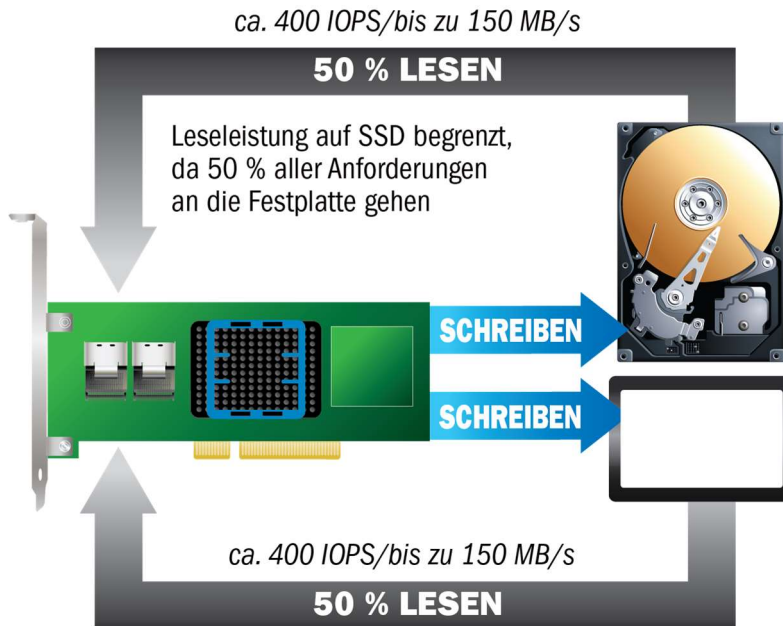 ca. 400 IOPS/bis zu 150 MB/s
50 % LESEN
Leseleistung auf SSD begrenzt,
da 50 % aller Anforderungen
an die Festplatte gehen
SCHREIBEN
SCHREIBEN
ca. 400 IOPS/bis zu 150 MB/s
50 % LESEN